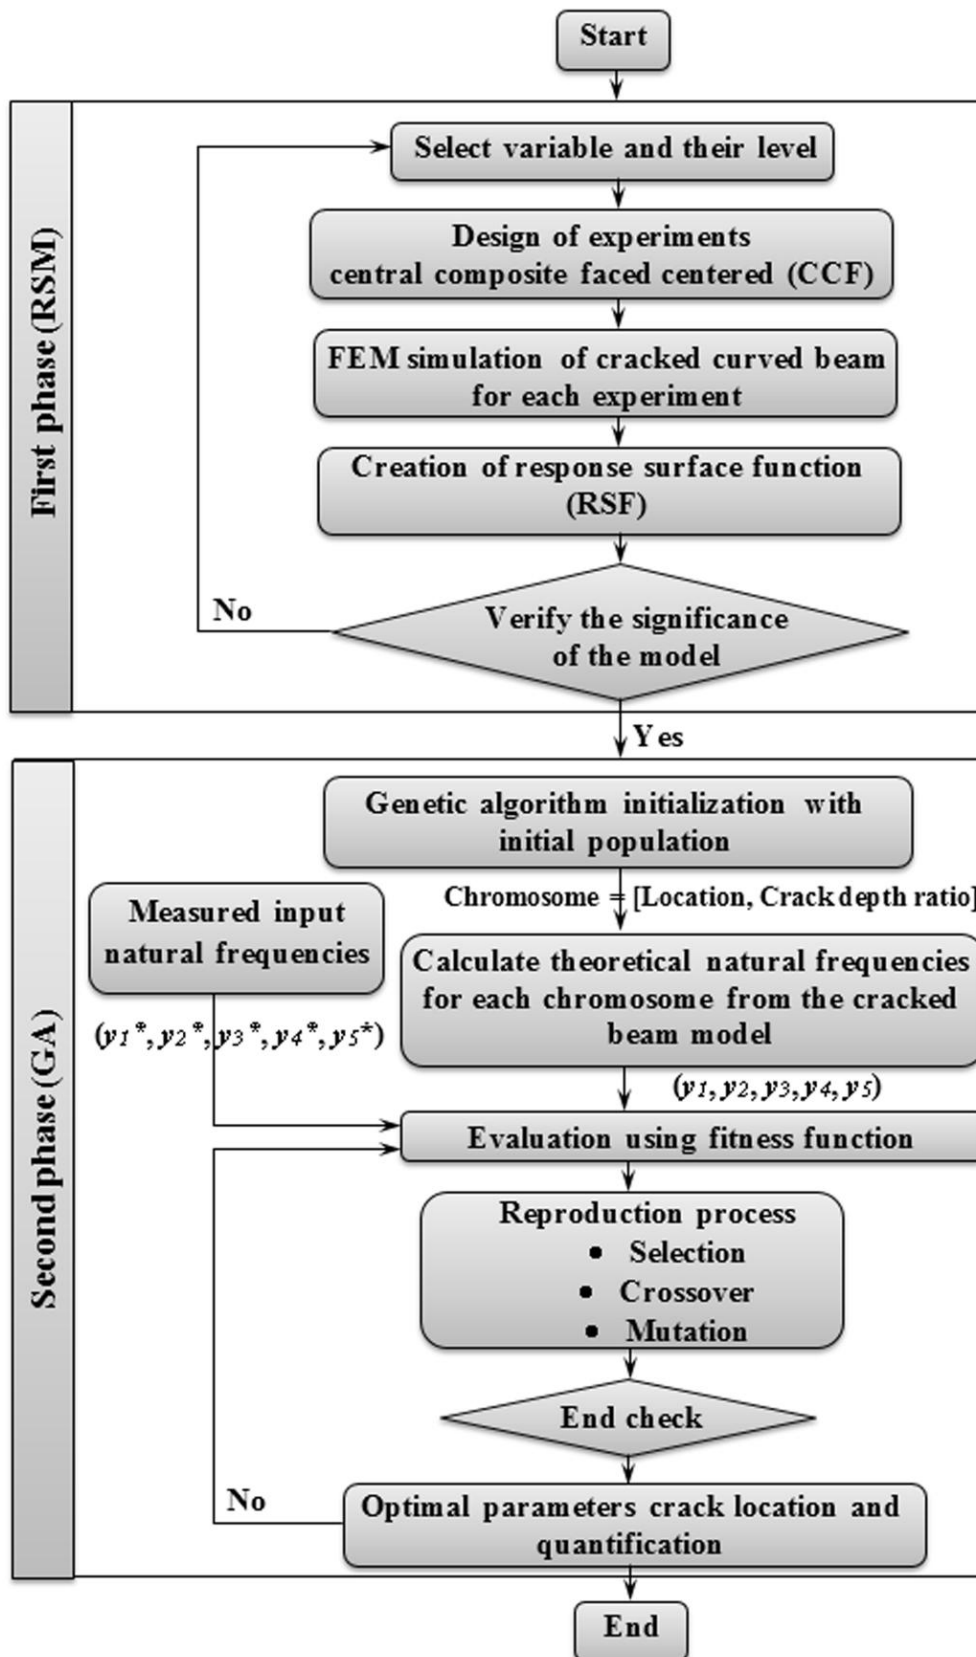 Start
First phase (RSM)
Select variable and their level
Design of experiments
central composite faced centered (CCF)
FEM simulation of cracked curved beam
for each experiment
Creation of response surface function
(RSF)
Verify the significance
of the model
No
Yes
Second phase (GA)
Genetic algorithm initialization with
initial population
Chromosome = [Location, Crack depth ratio]
Measured input
natural frequencies
(y1*, y2*, y3*, y4*, y5*)
Calculate theoretical natural frequencies
for each chromosome from the cracked
beam model
(y1, y2, y3, y4, y5)
Evaluation using fitness function
Reproduction process
• Selection
• Crossover
• Mutation
End check
No
Optimal parameters crack location and
quantification
End